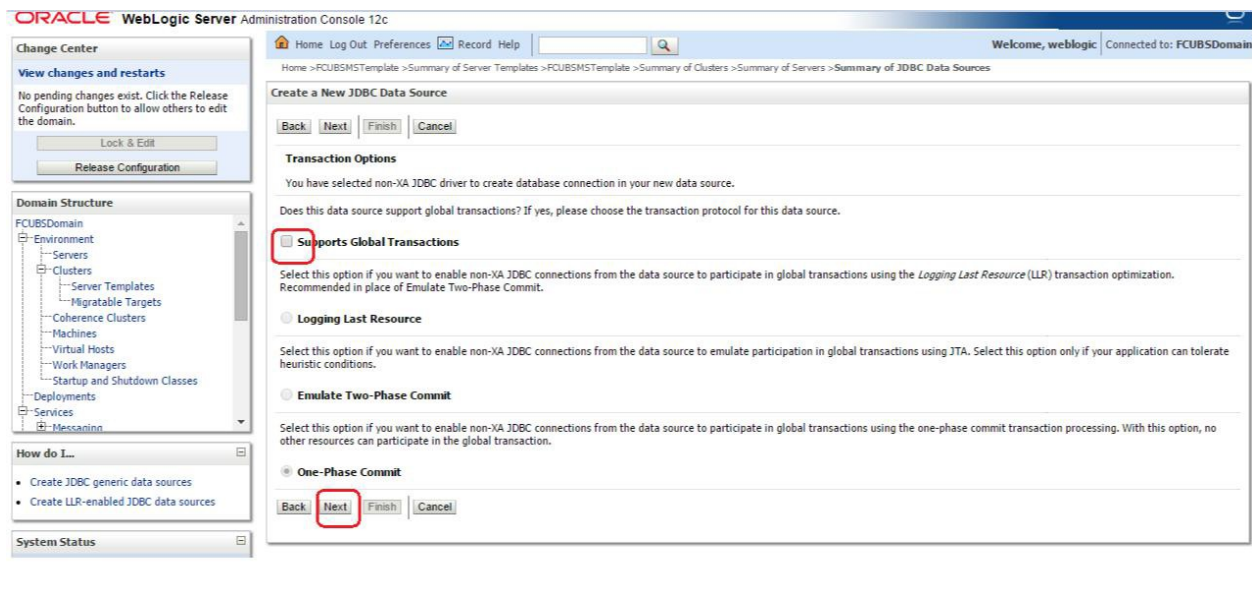 ORACLE WebLogic Server Administration Console 12c
Change Center
View changes and restarts
No pending changes exist. Click the Release
Configuration button to allow others to edit
the domain.
Lock & Edit
Release Configuration
Domain Structure
FCUBSDomain
Environment
Servers
Clusters
Server Templates
Migratable Targets
Coherence Clusters
Machines
Virtual Hosts
Work Managers
Startup and Shutdown Classes
Deployments
Services
Messaging
How do I...
Create JDBC generic data sources
Create LLR-enabled JDBC data sources
System Status
Home Log Out Preferences Record Help
Welcome, weblogic Connected to: FCUBSDomain
Home >FCUBSMSTemplate >Summary of Server Templates >FCUBSMSTemplate >Summary of Clusters >Summary of Servers >Summary of JDBC Data Sources
Create a New JDBC Data Source
Back Next Finish Cancel
Transaction Options
You have selected non-XA JDBC driver to create database connection in your new data source.
Does this data source support global transactions? If yes, please choose the transaction protocol for this data source.
Supports Global Transactions
Select this option if you want to enable non-XA JDBC connections from the data source to participate in global transactions using the Logging Last Resource (LLR) transaction optimization.
Recommended in place of Emulate Two-Phase Commit.
Logging Last Resource
Select this option if you want to enable non-XA JDBC connections from the data source to emulate participation in global transactions using JTA. Select this option only if your application can tolerate
heuristic conditions.
Emulate Two-Phase Commit
Select this option if you want to enable non-XA JDBC connections from the data source to participate in global transactions using the one-phase commit transaction processing. With this option, no
other resources can participate in the global transaction.
One-Phase Commit
Back Next Finish Cancel